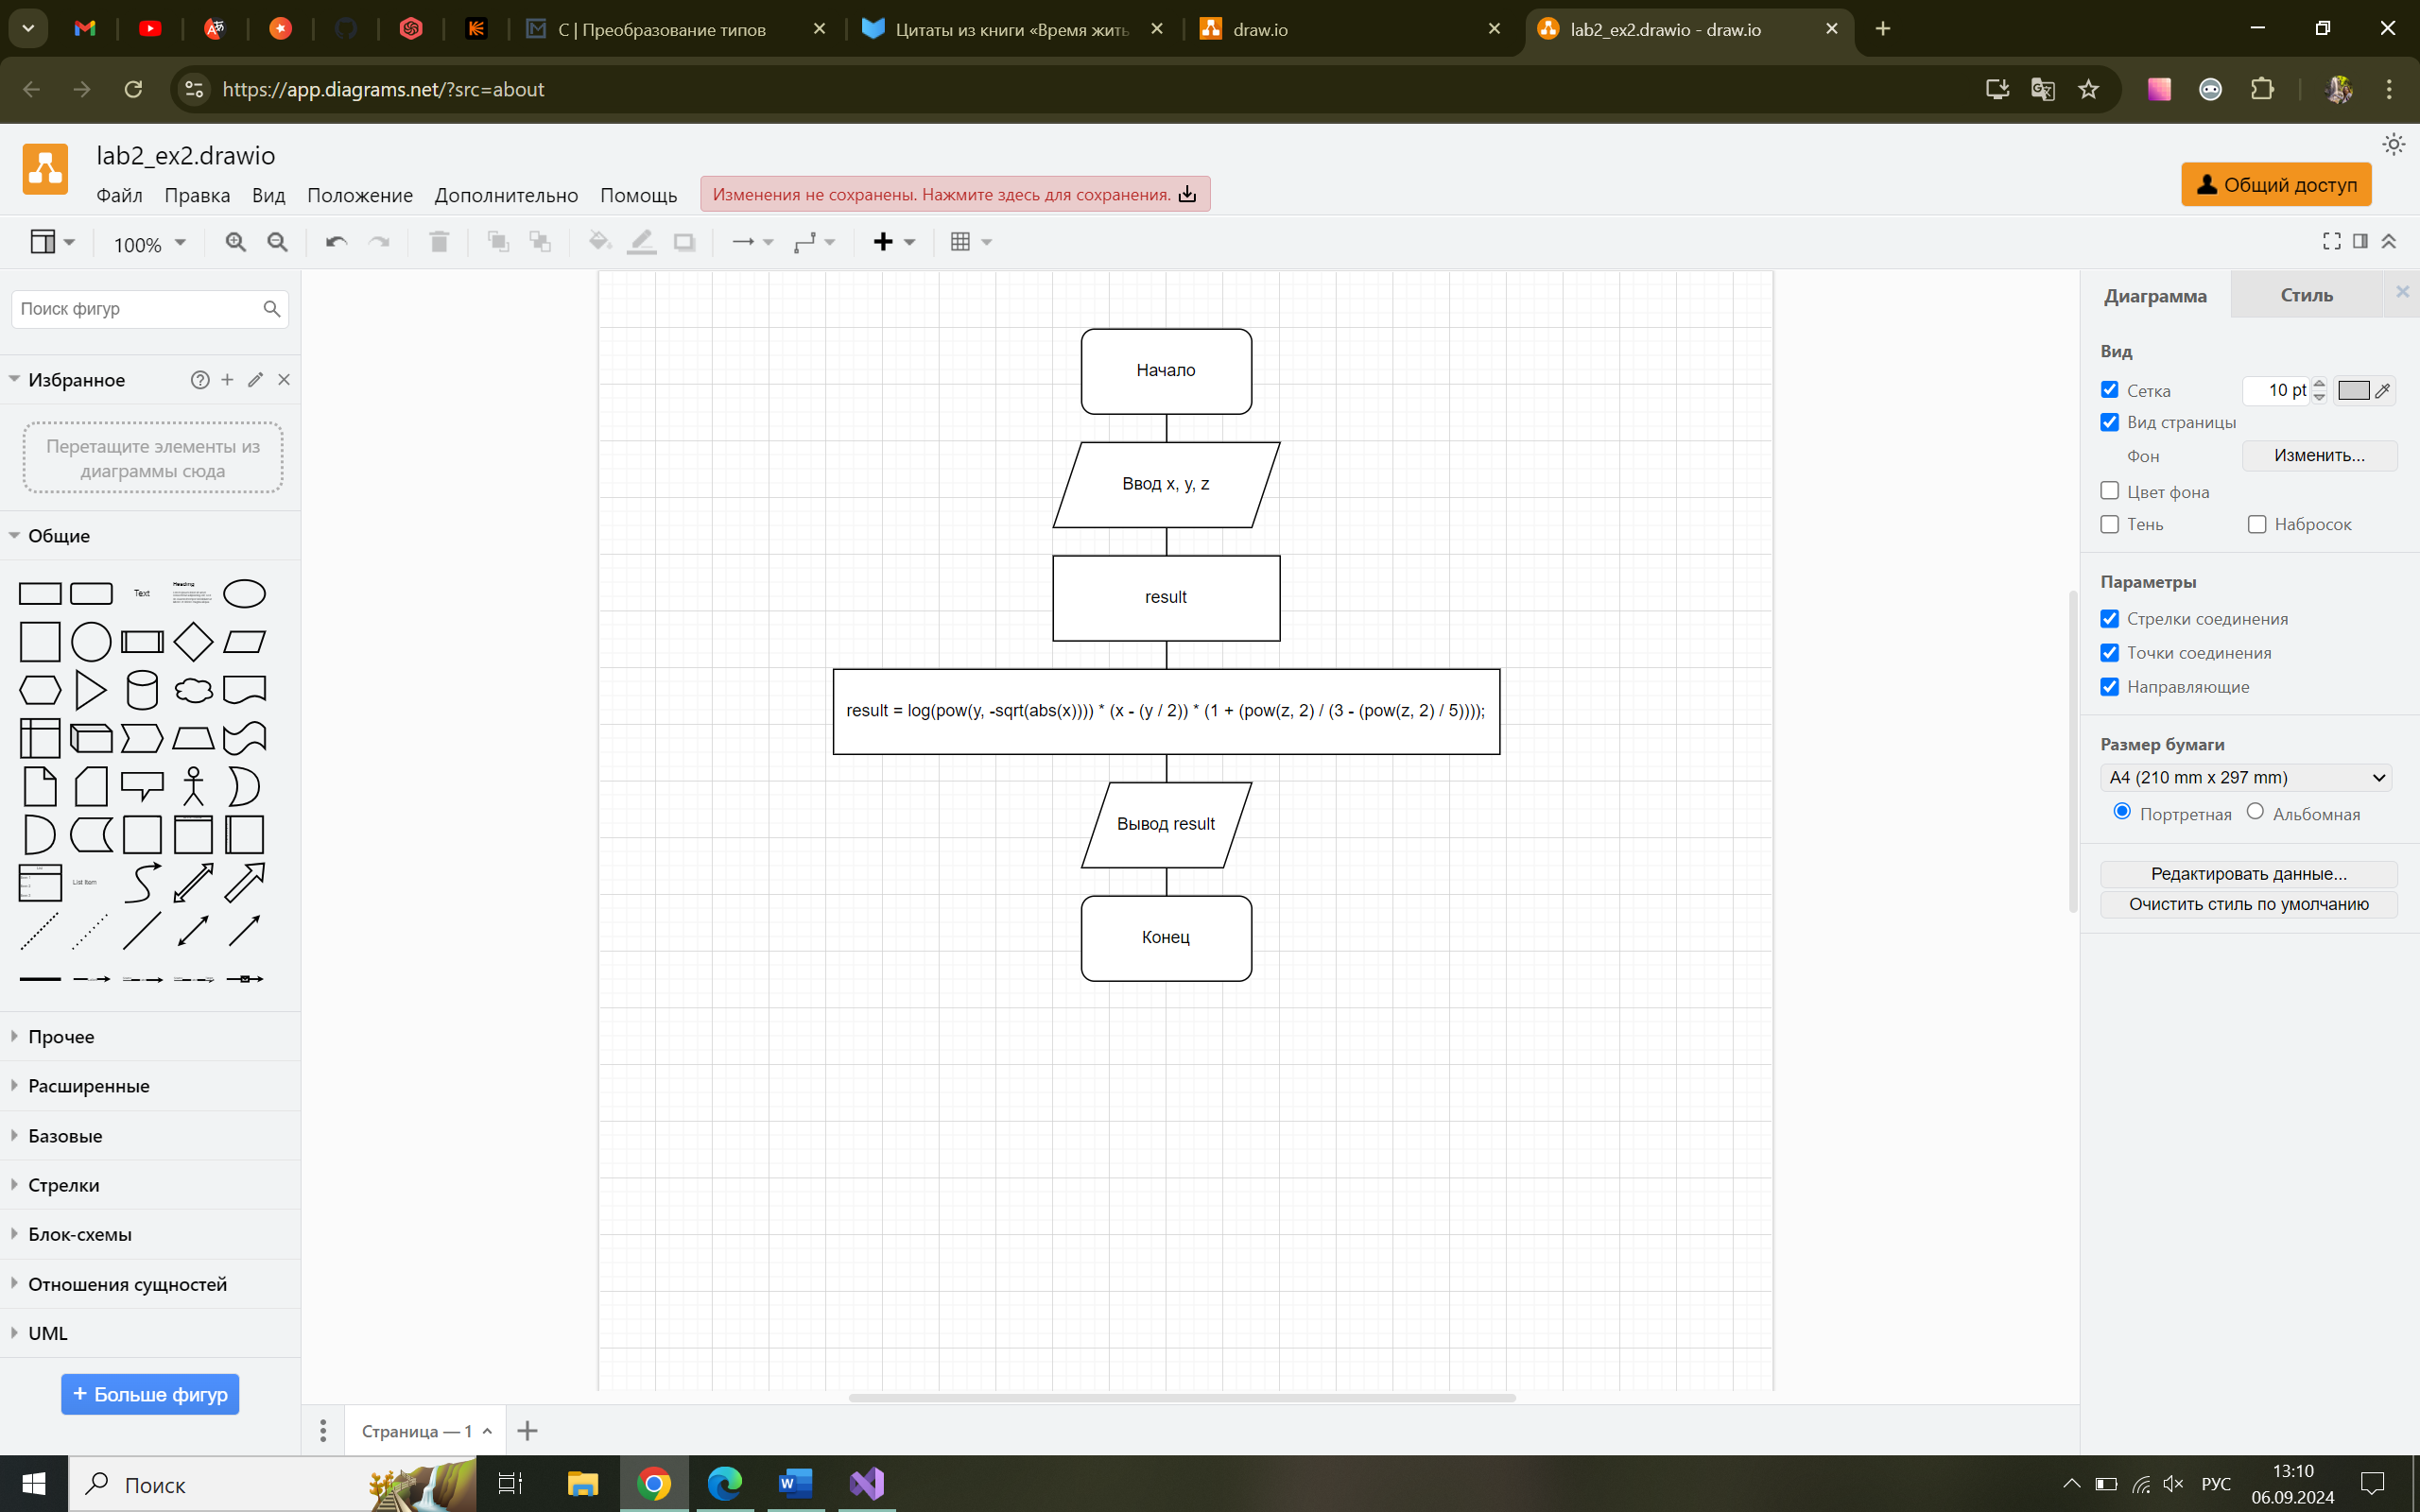 C | Преобразование типов
Цитаты из книги «Время жить
draw.io
lab2_ex2.drawio - draw.io
https://app.diagrams.net/?src=about
lab2_ex2.drawio
Файл Правка Вид Положение Дополнительно Помощь
Изменения не сохранены. Нажмите здесь для сохранения.
Общий доступ
100%
Поиск фигур
Избранное
Перетащите элементы из
диаграммы сюда
Общие
Text
Heading
List Item
Прочее
Расширенные
Базовые
Стрелки
Блок-схемы
Отношения сущностей
UML
+ Больше фигур
Начало
Ввод x, y, z
result
result = log(pow(y, -sqrt(abs(x)))) * (x - (y / 2)) * (1 + (pow(z, 2) / (3 - (pow(z, 2) / 5))));
Вывод result
Конец
Диаграмма Стиль
Вид
Сетка 10 pt
Вид страницы
Фон Изменить...
Цвет фона
Тень Набросок
Параметры
Стрелки соединения
Точки соединения
Направляющие
Размер бумаги
A4 (210 mm x 297 mm)
Портретная Альбомная
Редактировать данные...
Очистить стиль по умолчанию
Страница — 1
Поиск
РУС
13:10
06.09.2024